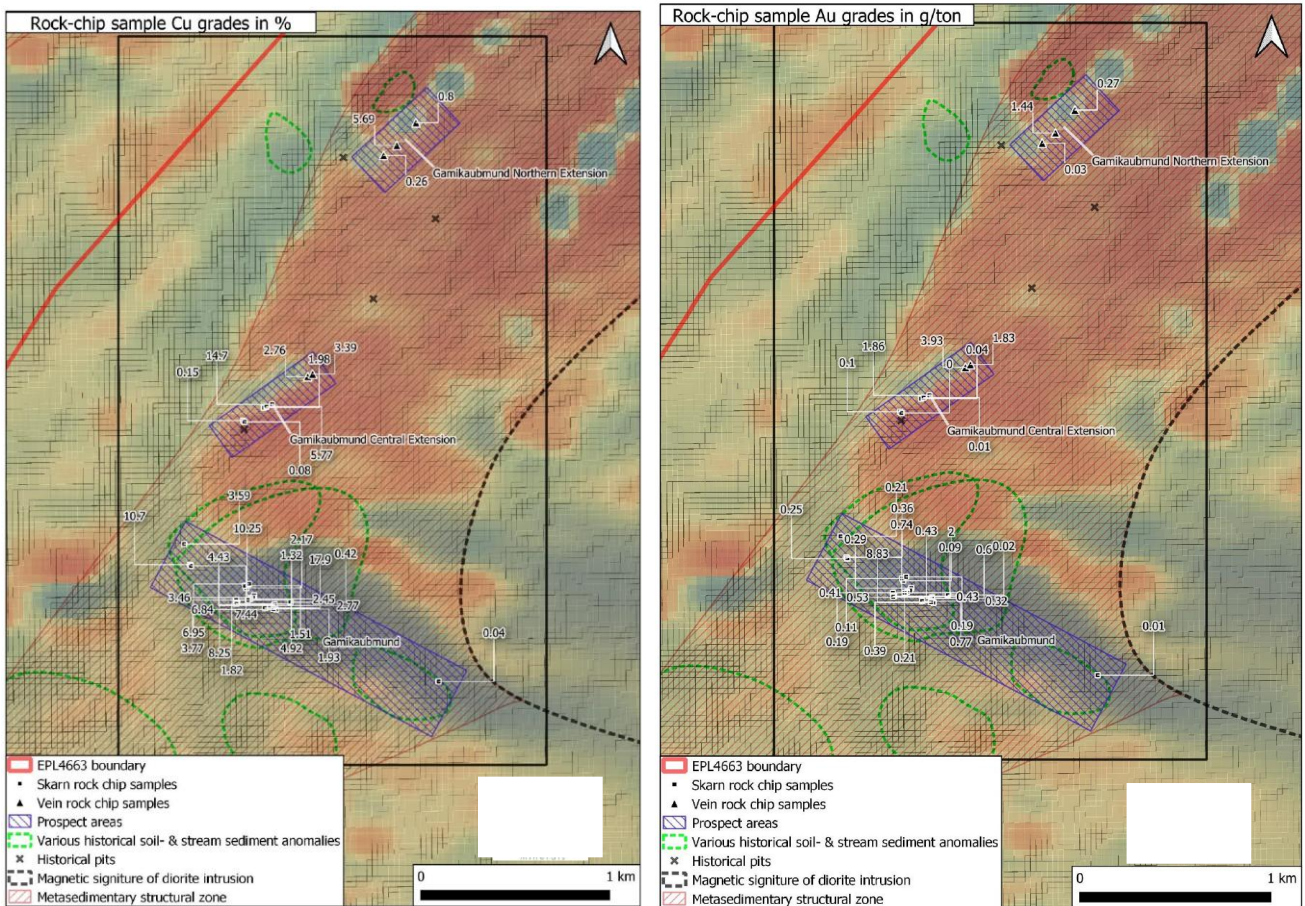 Rock-chip sample Cu grades in %
0.8
5.69
Gamikaubmund Northern Extension
0.26
2.76
3.39
14.7
1.98
0.15
Gamikaubmund Central Extension
5.77
0.08
3.59
10.7
10.25
2.17
4.43
1.32
17.9
0.42
3.46
2.45
6.84
7.44
2.77
6.95
1.51
Gamikaubmund
3.77
8.25
4.92
1.93
0.04
1.82
EPL4663 boundary
Skarn rock chip samples
Vein rock chip samples
Prospect areas
Various historical soil- & stream sediment anomalies
Historical pits
Magnetic signiture of diorite intrusion
Metasedimentary structural zone
0
1 km
Rock-chip sample Au grades in g/ton
0.27
1.44
Gamikaubmund Northern Extension
0.03
3.93
1.83
1.86
0.04
0.1
0
Gamikaubmund Central Extension
0.01
0.21
0.25
0.36
0.74
0.43
2
0.29
8.83
0.09
0.6
0.02
0.41
0.53
0.43
0.32
0.11
0.19
0.19
Gamikaubmund
0.77
0.39
0.21
0.01
EPL4663 boundary
Skarn rock chip samples
Vein rock chip samples
Prospect areas
Various historical soil- & stream sediment anomalies
Historical pits
Magnetic signiture of diorite intrusion
Metasedimentary structural zone
0
1 km